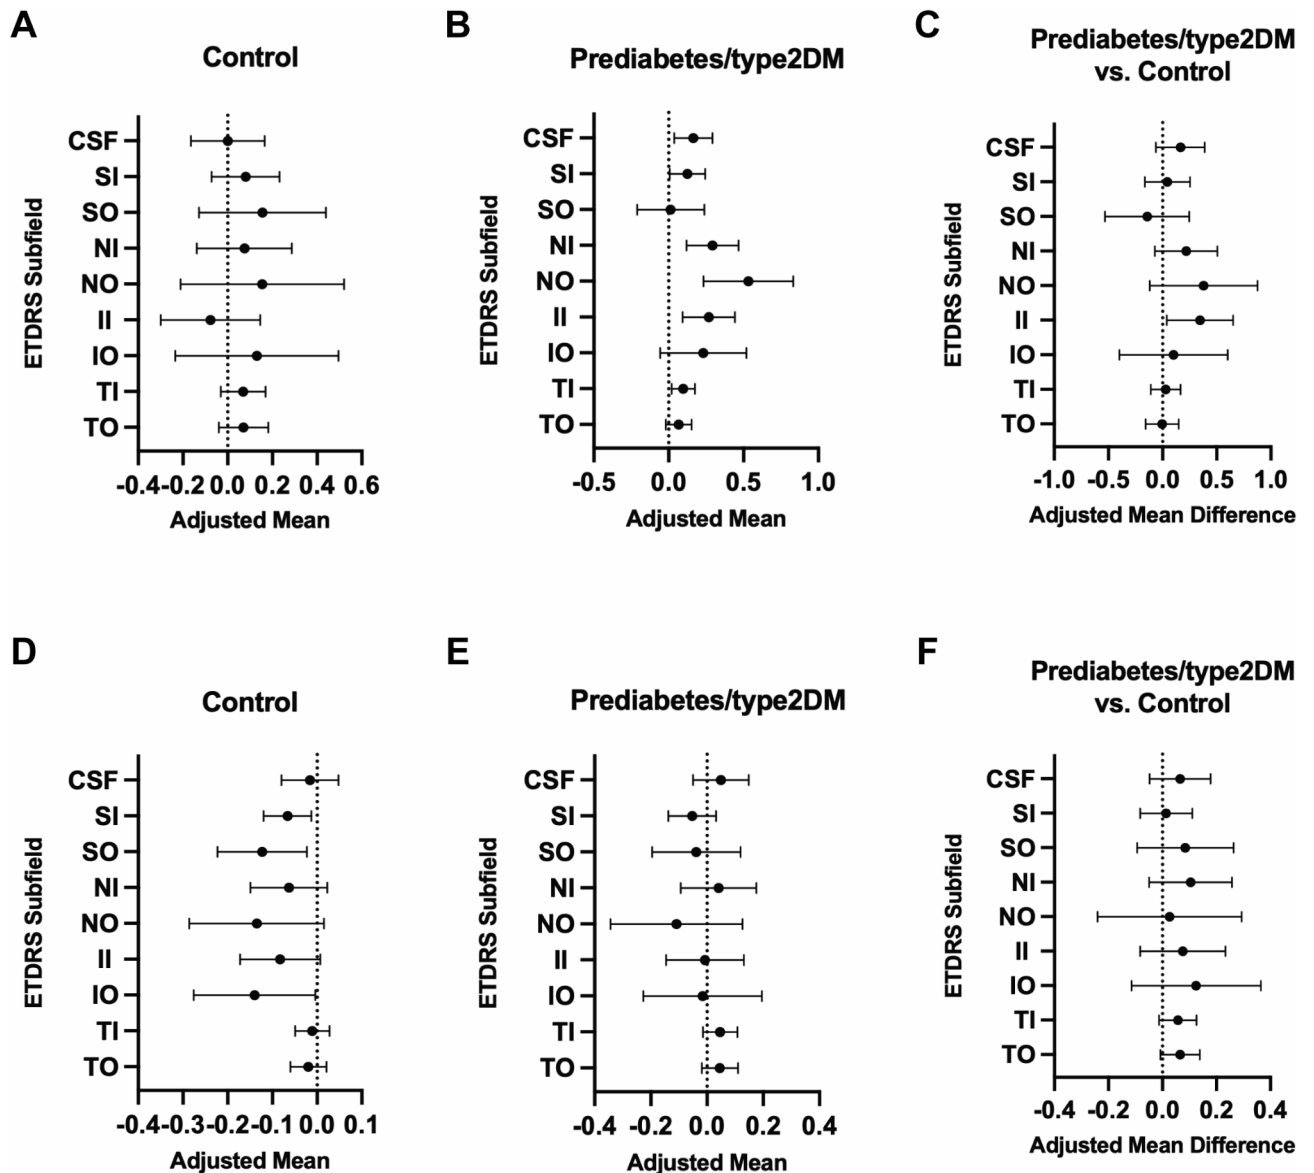 A
Control
ETDRS Subfield
CSF
SI
SO
NI
NO
II
IO
TI
TO
-0.4 -0.2 0.0 0.2 0.4 0.6
Adjusted Mean
B
Prediabetes/type2DM
ETDRS Subfield
CSF
SI
SO
NI
NO
II
IO
TI
TO
-0.5 0.0 0.5 1.0
Adjusted Mean
C
Prediabetes/type2DM
vs. Control
ETDRS Subfield
CSF
SI
SO
NI
NO
II
IO
TI
TO
-1.0 -0.5 0.0 0.5 1.0
Adjusted Mean Difference
D
Control
ETDRS Subfield
CSF
SI
SO
NI
NO
II
IO
TI
TO
-0.4 -0.3 -0.2 -0.1 0.0 0.1
Adjusted Mean
E
Prediabetes/type2DM
ETDRS Subfield
CSF
SI
SO
NI
NO
II
IO
TI
TO
-0.4 -0.2 0.0 0.2 0.4
Adjusted Mean
F
Prediabetes/type2DM
vs. Control
ETDRS Subfield
CSF
SI
SO
NI
NO
II
IO
TI
TO
-0.4 -0.2 0.0 0.2 0.4
Adjusted Mean Difference